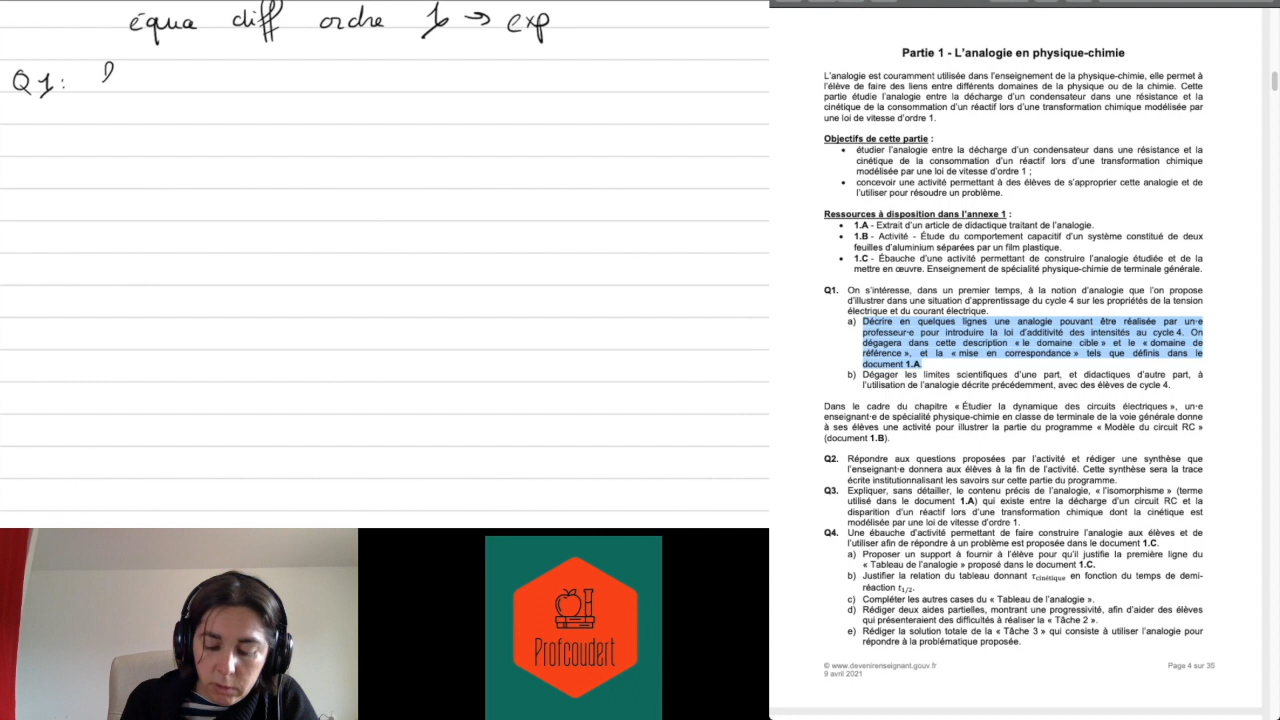 équa diff ordre 1 → exp
Q1:
Profcoudert
Partie 1 - L'analogie en physique-chimie
L'analogie est couramment utilisée dans l'enseignement de la physique-chimie, elle permet à
l'élève de faire des liens entre différents domaines de la physique ou de la chimie. Cette
partie étudie l'analogie entre la décharge d'un condensateur dans une résistance et la
cinétique de la consommation d'un réactif lors d'une transformation chimique modélisée par
une loi de vitesse d'ordre 1.
Objectifs de cette partie :
• étudier l'analogie entre la décharge d'un condensateur dans une résistance et la
cinétique de la consommation d'un réactif lors d'une transformation chimique
modélisée par une loi de vitesse d'ordre 1 ;
• concevoir une activité permettant à des élèves de s'approprier cette analogie et de
l'utiliser pour résoudre un problème.
Ressources à disposition dans l'annexe 1 :
• 1.A - Extrait d'un article de didactique traitant de l'analogie.
• 1.B - Activité - Étude du comportement capacitif d'un système constitué de deux
feuilles d'aluminium séparées par un film plastique.
• 1.C - Ébauche d'une activité permettant de construire l'analogie étudiée et de la
mettre en œuvre. Enseignement de spécialité physique-chimie de terminale générale.
Q1. On s'intéresse, dans un premier temps, à la notion d'analogie que l'on propose
d'illustrer dans une situation d'apprentissage du cycle 4 sur les propriétés de la tension
électrique et du courant électrique.
a) Décrire en quelques lignes une analogie pouvant être réalisée par un·e
professeur·e pour introduire la loi d'additivité des intensités au cycle 4. On
dégagera dans cette description « le domaine cible » et le « domaine de
référence », et la « mise en correspondance » tels que définis dans le
document 1.A.
b) Dégager les limites scientifiques d'une part, et didactiques d'autre part, à
l'utilisation de l'analogie décrite précédemment, avec des élèves de cycle 4.
Dans le cadre du chapitre « Étudier la dynamique des circuits électriques », un·e
enseignant·e de spécialité physique-chimie en classe de terminale de la voie générale donne
à ses élèves une activité pour illustrer la partie du programme « Modèle du circuit RC »
(document 1.B).
Q2. Répondre aux questions proposées par l'activité et rédiger une synthèse que
l'enseignant·e donnera aux élèves à la fin de l'activité. Cette synthèse sera la trace
écrite institutionnalisant les savoirs sur cette partie du programme.
Q3. Expliquer, sans détailler, le contenu précis de l'analogie, « l'isomorphisme » (terme
utilisé dans le document 1.A) qui existe entre la décharge d'un circuit RC et la
disparition d'un réactif lors d'une transformation chimique dont la cinétique est
modélisée par une loi de vitesse d'ordre 1.
Q4. Une ébauche d'activité permettant de faire construire l'analogie aux élèves et de
l'utiliser afin de répondre à un problème est proposée dans le document 1.C.
a) Proposer un support à fournir à l'élève pour qu'il justifie la première ligne du
« Tableau de l'analogie » proposé dans le document 1.C.
b) Justifier la relation du tableau donnant τcinétique en fonction du temps de demi-
réaction t1/2.
c) Compléter les autres cases du « Tableau de l'analogie ».
d) Rédiger deux aides partielles, montrant une progressivité, afin d'aider des élèves
qui présenteraient des difficultés à réaliser la « Tâche 2 ».
e) Rédiger la solution totale de la « Tâche 3 » qui consiste à utiliser l'analogie pour
répondre à la problématique proposée.
© www.devenirenseignant.gouv.fr Page 4 sur 35
9 avril 2021